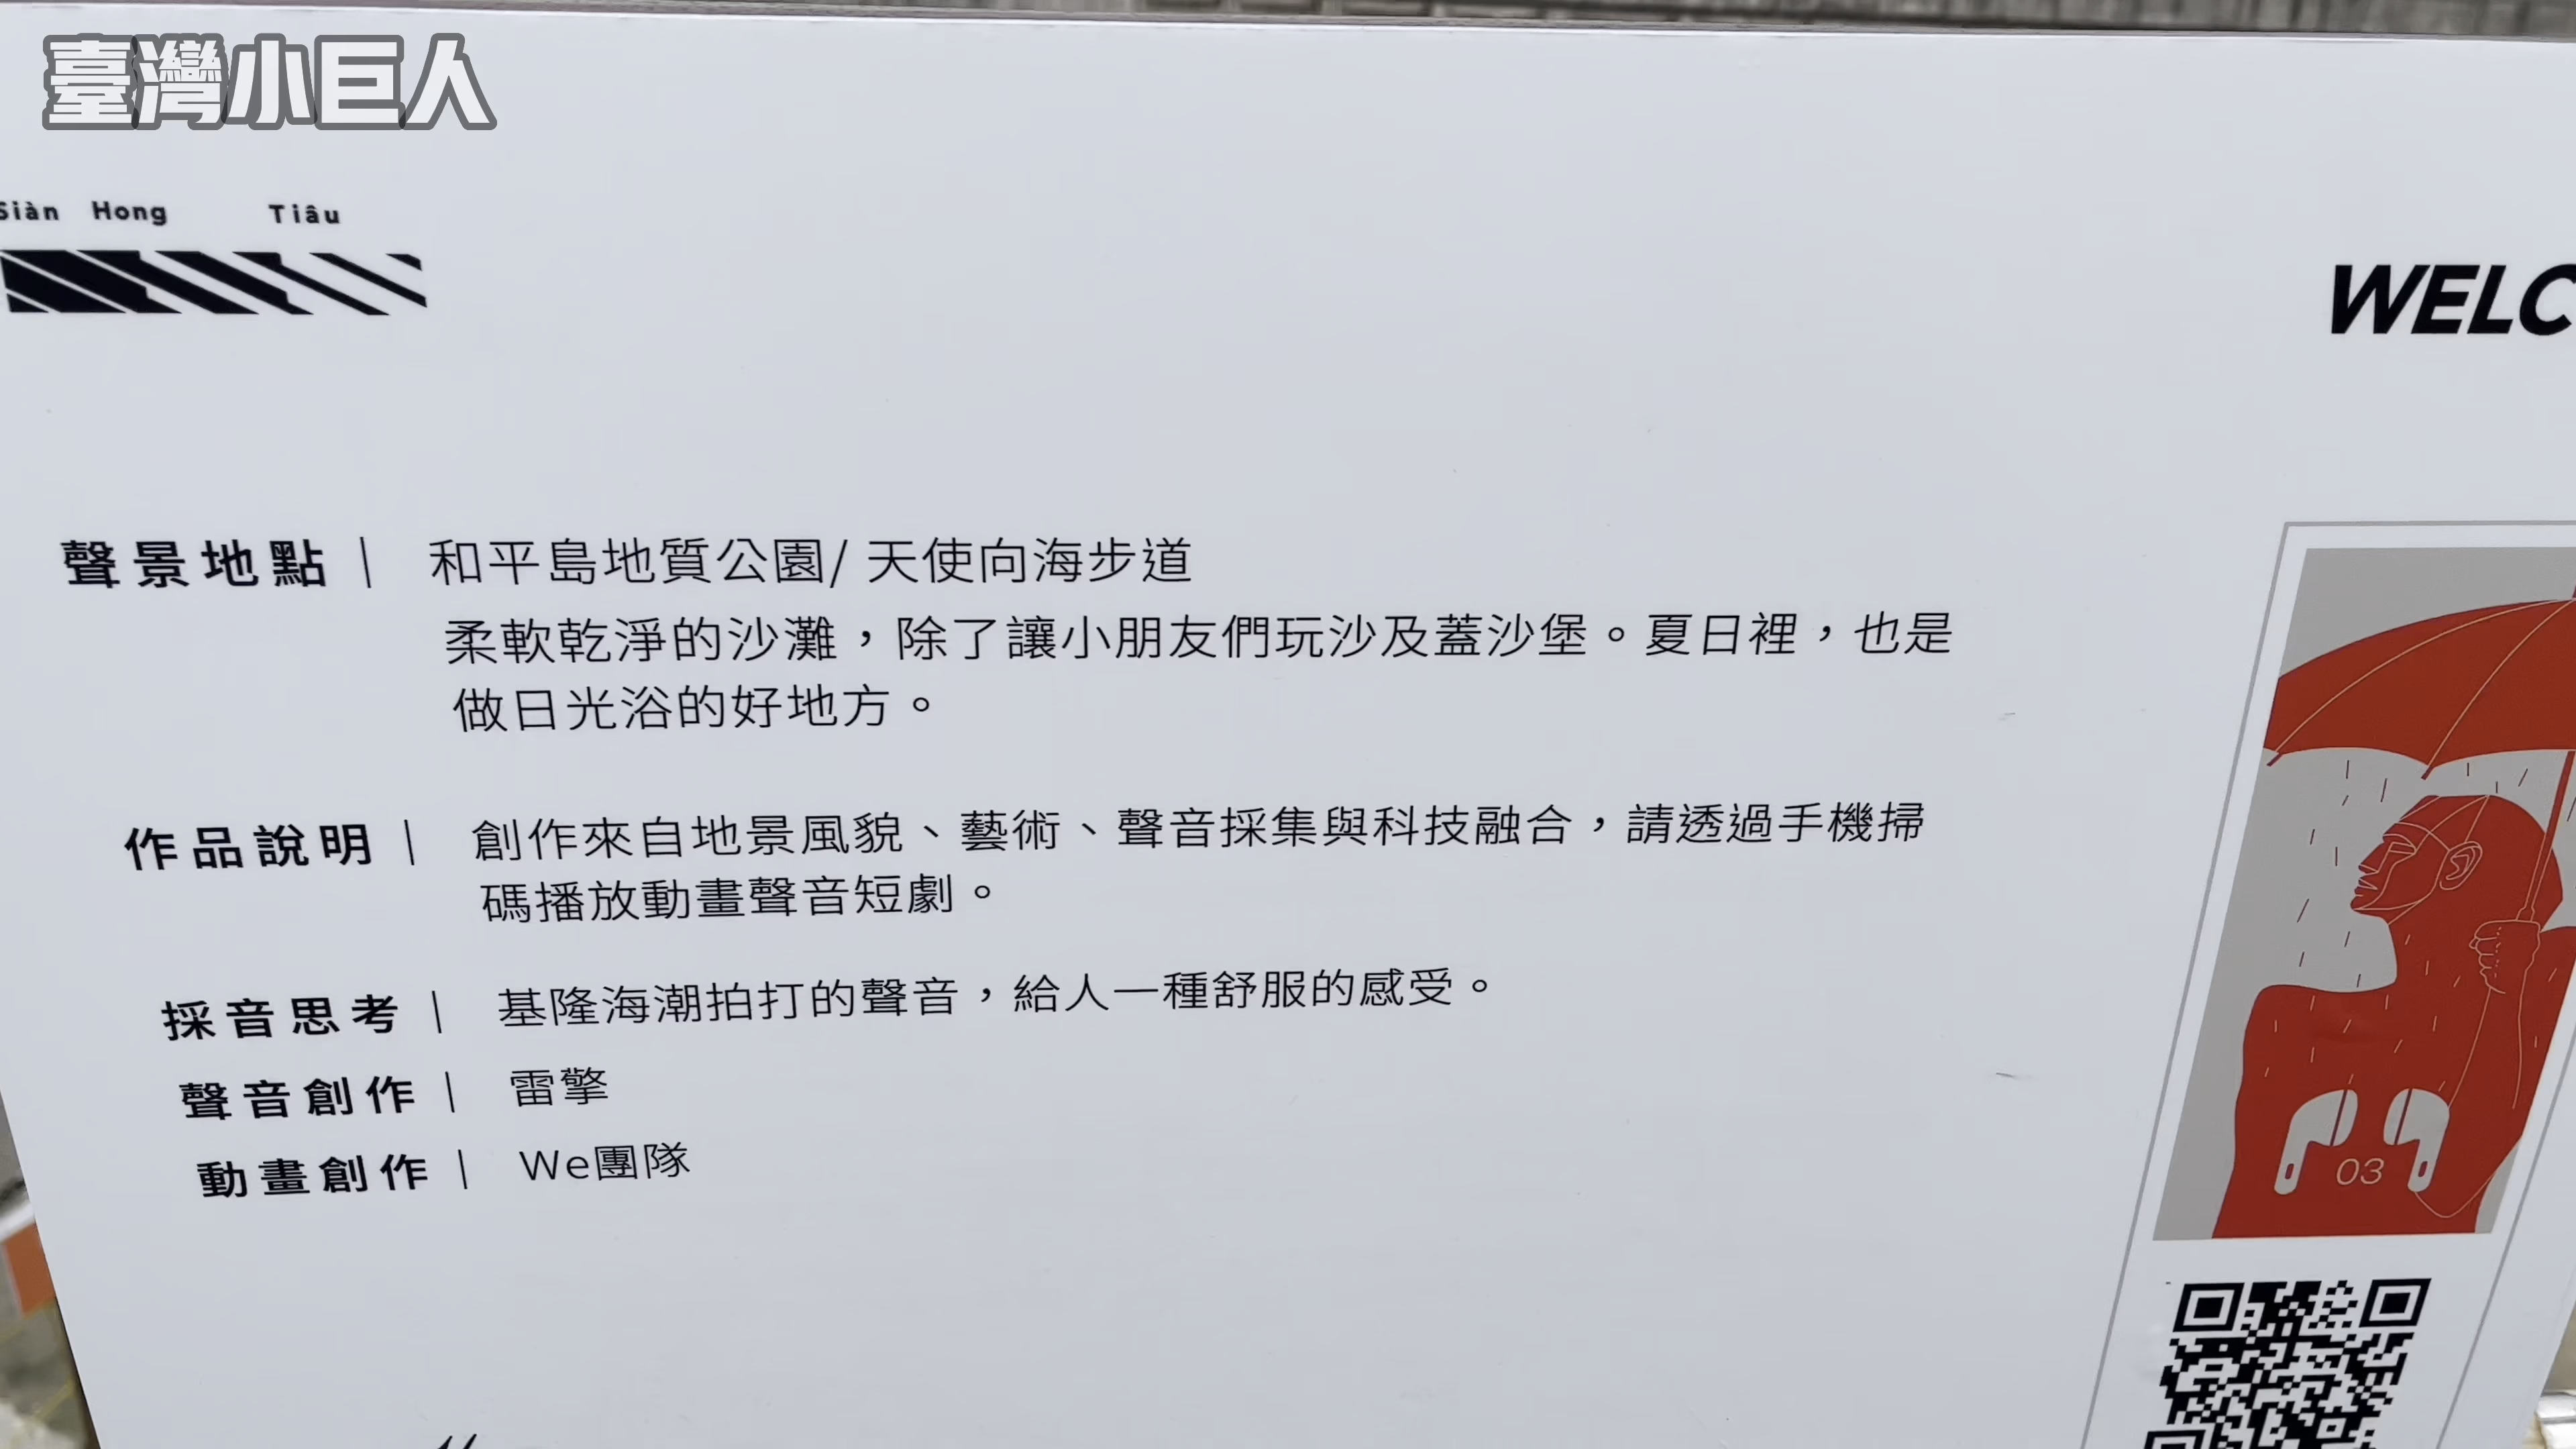 臺灣小巨人
Siàn Hong Tiâu
WELC
聲景地點｜ 和平島地質公園/ 天使向海步道
柔軟乾淨的沙灘，除了讓小朋友們玩沙及蓋沙堡。夏日裡，也是
做日光浴的好地方。
作品說明｜ 創作來自地景風貌、藝術、聲音採集與科技融合，請透過手機掃
碼播放動畫聲音短劇。
採音思考｜ 基隆海潮拍打的聲音，給人一種舒服的感受。
聲音創作｜ 雷擎
動畫創作｜ We團隊
03